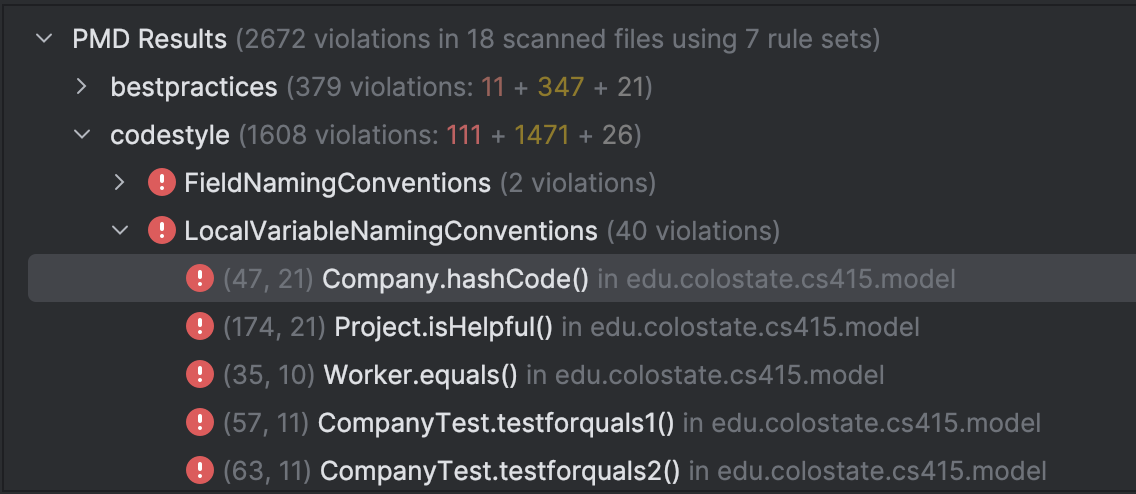 PMD Results (2672 violations in 18 scanned files using 7 rule sets)
bestpractices (379 violations: 11 + 347 + 21)
codestyle (1608 violations: 111 + 1471 + 26)
FieldNamingConventions (2 violations)
LocalVariableNamingConventions (40 violations)
(47, 21) Company.hashCode() in edu.colostate.cs415.model
(174, 21) Project.isHelpful() in edu.colostate.cs415.model
(35, 10) Worker.equals() in edu.colostate.cs415.model
(57, 11) CompanyTest.testforquals1() in edu.colostate.cs415.model
(63, 11) CompanyTest.testforquals2() in edu.colostate.cs415.model